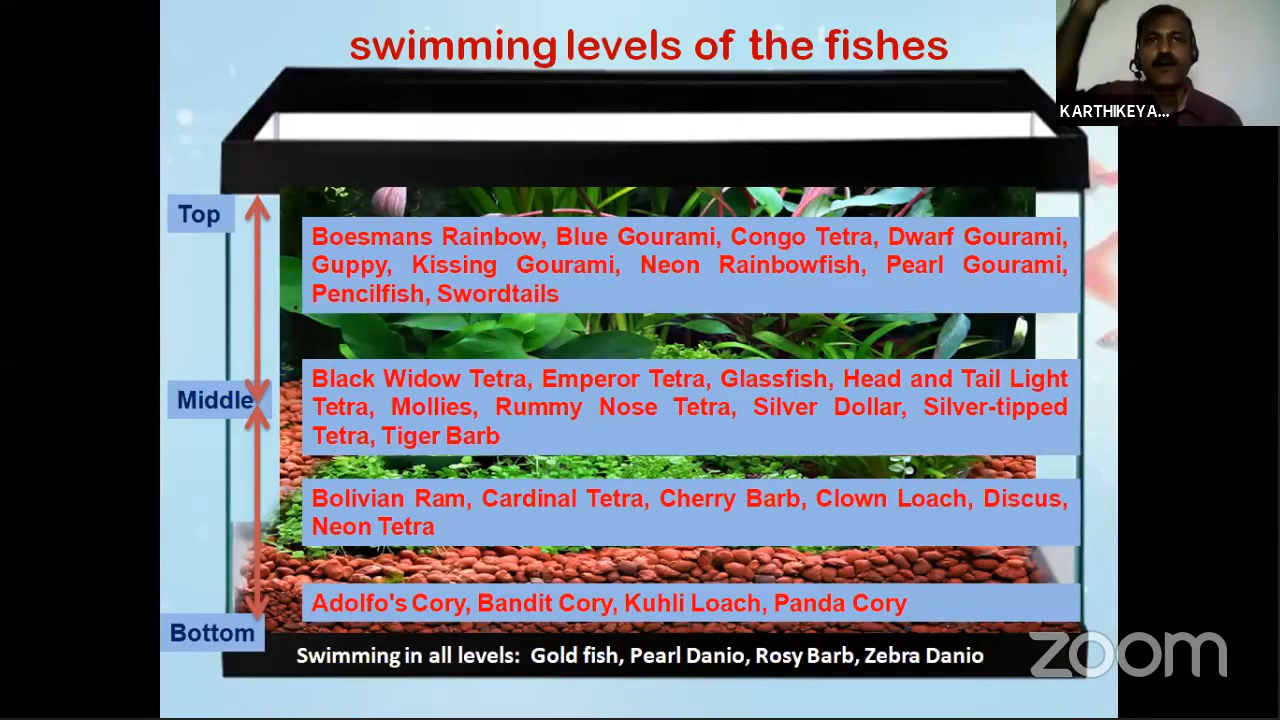 swimming levels of the fishes
KARTHIKEYA...
Top
Boesmans Rainbow, Blue Gourami, Congo Tetra, Dwarf Gourami,
Guppy, Kissing Gourami, Neon Rainbowfish, Pearl Gourami,
Pencilfish, Swordtails
Middle
Black Widow Tetra, Emperor Tetra, Glassfish, Head and Tail Light
Tetra, Mollies, Rummy Nose Tetra, Silver Dollar, Silver-tipped
Tetra, Tiger Barb
Bolivian Ram, Cardinal Tetra, Cherry Barb, Clown Loach, Discus,
Neon Tetra
Adolfo's Cory, Bandit Cory, Kuhli Loach, Panda Cory
Bottom
Swimming in all levels: Gold fish, Pearl Danio, Rosy Barb, Zebra Danio
zoom